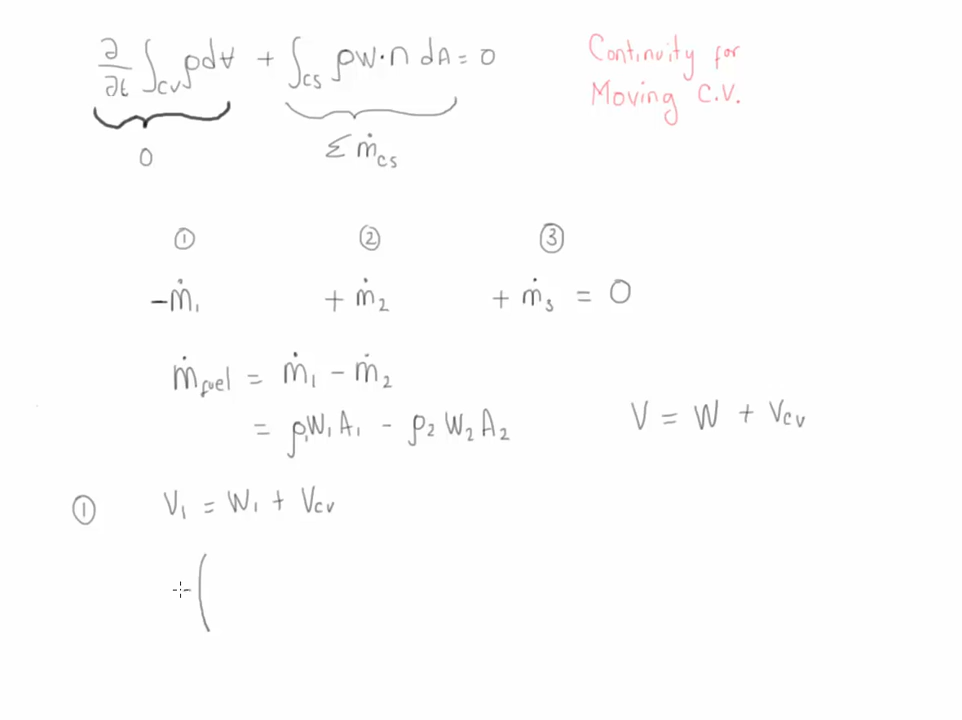 ∂/∂t ∫cv ρdV + ∫cs ρW·n dA = 0
Continuity for
Moving C.V.
0
Σ ṁcs
① ② ③
-ṁ₁ + ṁ₂ + ṁ₃ = 0
ṁfuel = ṁ₁ - ṁ₂
= ρ₁W₁A₁ - ρ₂W₂A₂
V = W + Vcv
① V₁ = W₁ + Vcv
(